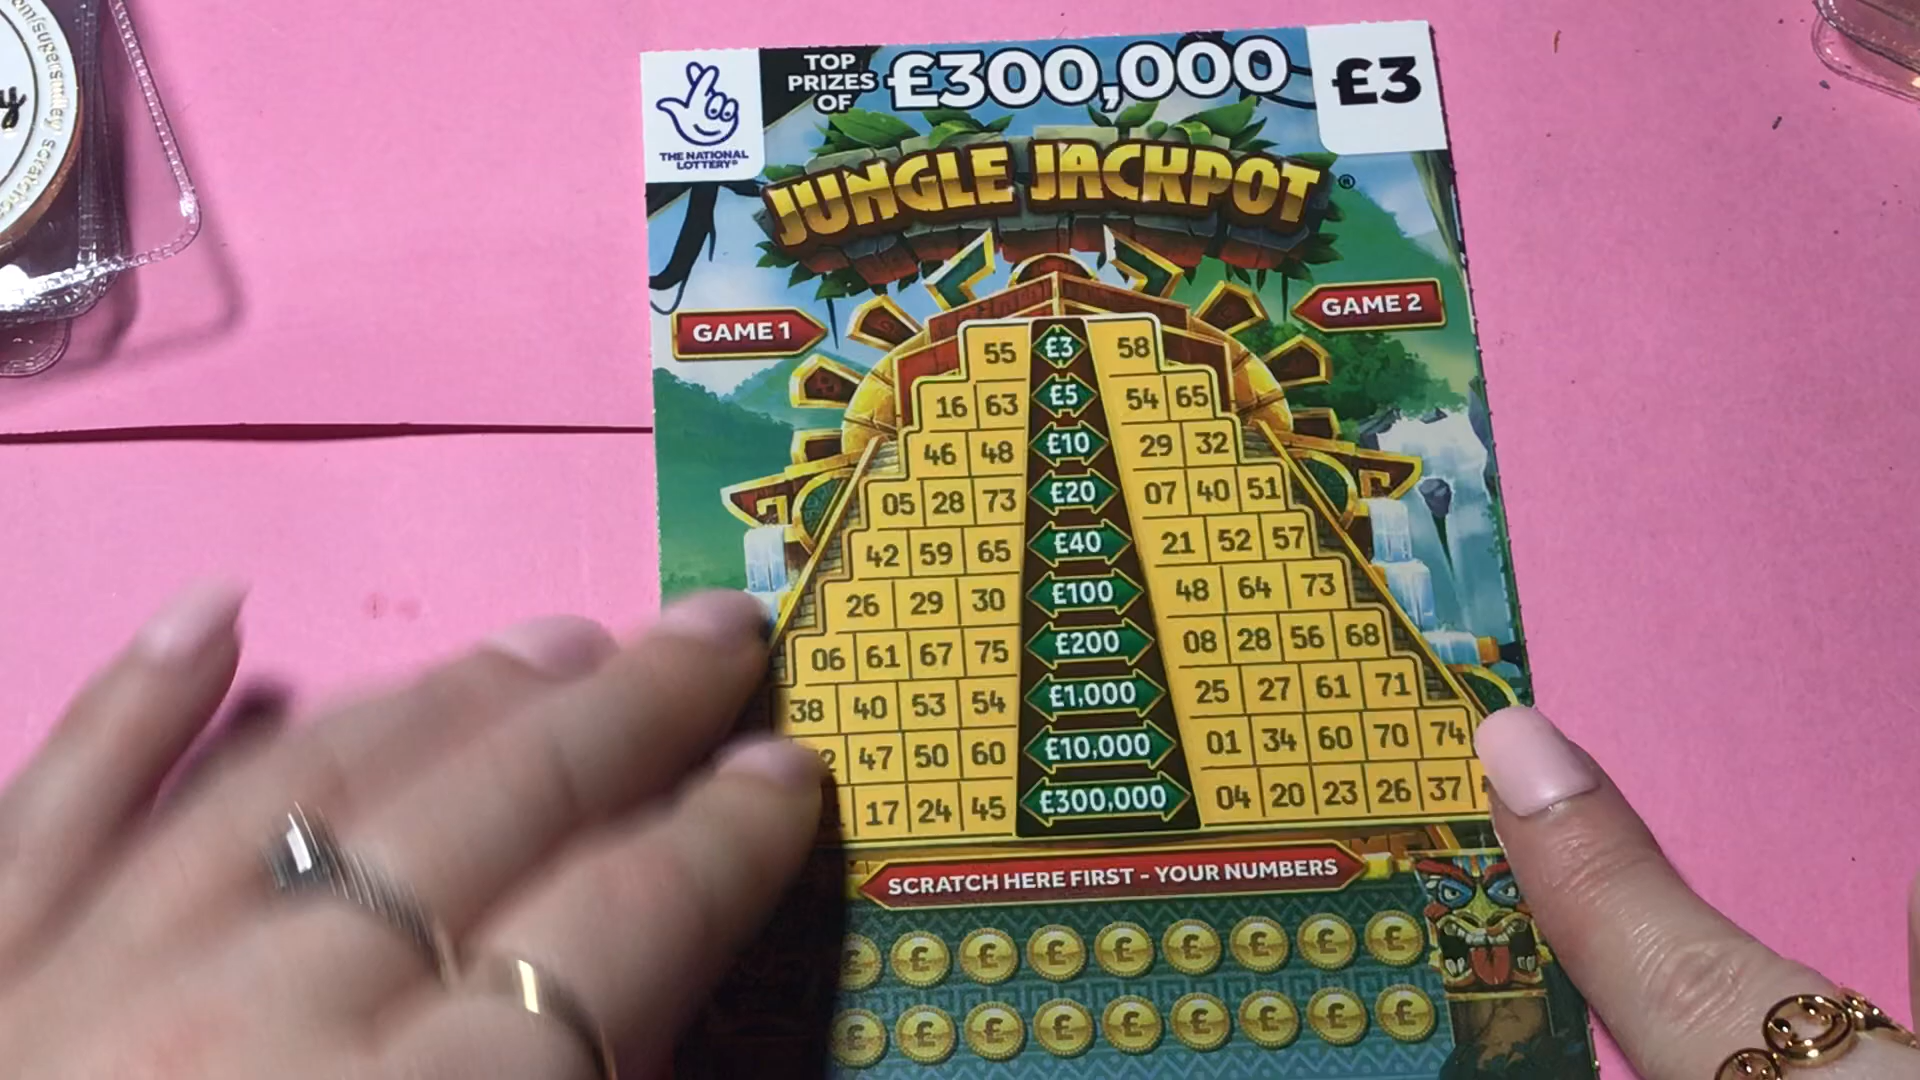 TOP PRIZES OF £300,000
£3
THE NATIONAL LOTTERY®
JUNGLE JACKPOT®
GAME 1
GAME 2
55 £3 58
16 63 £5 54 65
46 48 £10 29 32
05 28 73 £20 07 40 51
42 59 65 £40 21 52 57
26 29 30 £100 48 64 73
06 61 67 75 £200 08 28 56 68
38 40 53 54 £1,000 25 27 61 71
47 50 60 £10,000 01 34 60 70 74
17 24 45 £300,000 04 20 23 26 37
SCRATCH HERE FIRST - YOUR NUMBERS
£ £ £ £ £ £ £ £ £
£ £ £ £ £ £ £ £ £